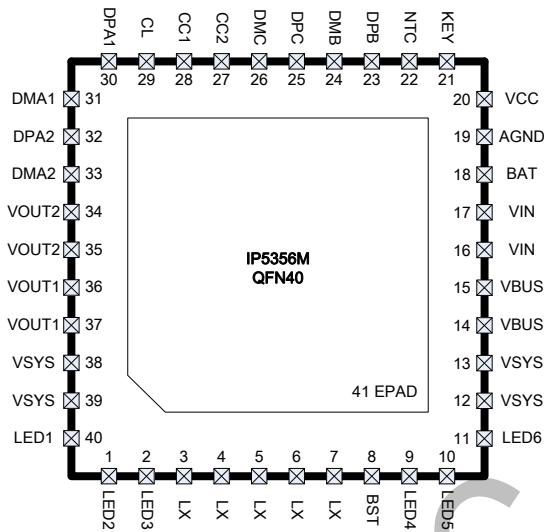 DPA1 CL CC1 CC2 DMC DPC DMB DPB NTC KEY
30 29 28 27 26 25 24 23 22 21
DMA1 31
DPA2 32
DMA2 33
VOUT2 34
VOUT2 35
VOUT1 36
VOUT1 37
VSYS 38
VSYS 39
LED1 40
IP5356M
QFN40
41 EPAD
20 VCC
19 AGND
18 BAT
17 VIN
16 VIN
15 VBUS
14 VBUS
13 VSYS
12 VSYS
11 LED6
1 2 3 4 5 6 7 8 9 10
LED2 LED3 LX LX LX LX LX BST LED4 LED5